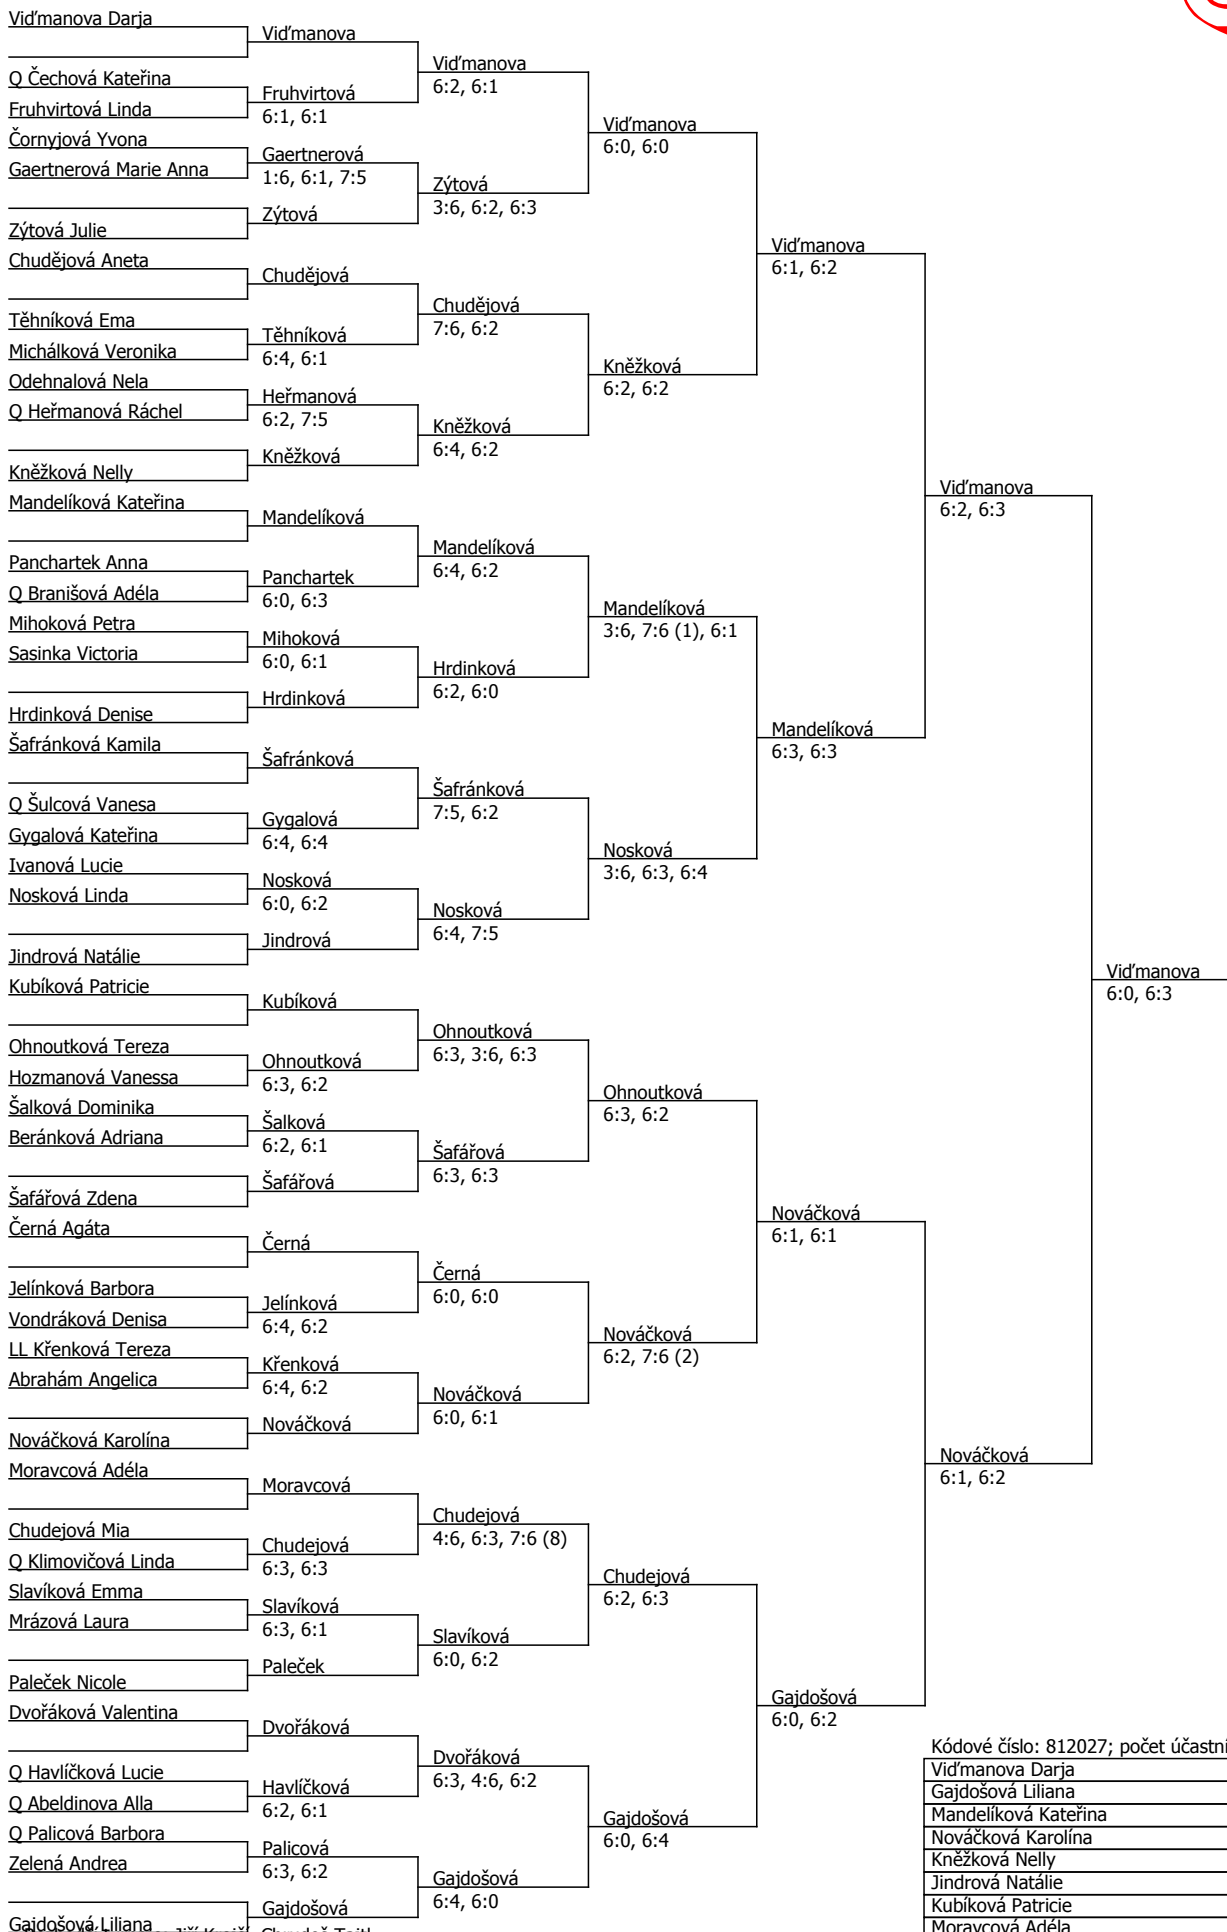 Viďmanova Darja
Q Čechová Kateřina
Fruhvirtová Linda
Čornyjová Yvona
Gaertnerová Marie Anna
Zýtová Julie
Chudějová Aneta
Těhníková Ema
Michálková Veronika
Odehnalová Nela
Q Heřmanová Ráchel
Kněžková Nelly
Mandelíková Kateřina
Panchartek Anna
Q Branišová Adéla
Mihoková Petra
Sasinka Victoria
Hrdinková Denise
Šafránková Kamila
Q Šulcová Vanesa
Gygalová Kateřina
Ivanová Lucie
Nosková Linda
Jindrová Natálie
Kubíková Patricie
Ohnoutková Tereza
Hozmanová Vanessa
Šalková Dominika
Beránková Adriana
Šafářová Zdena
Černá Agáta
Jelínková Barbora
Vondráková Denisa
LL Křenková Tereza
Abrahám Angelica
Nováčková Karolína
Moravcová Adéla
Chudejová Mia
Q Klimovičová Linda
Slavíková Emma
Mrázová Laura
Paleček Nicole
Dvořáková Valentina
Q Havlíčková Lucie
Q Abeldinova Alla
Q Palicová Barbora
Zelená Andrea
Gajdošová Liliana
Viďmanova
Fruhvirtová
6:1, 6:1
Gaertnerová
1:6, 6:1, 7:5
Zýtová
Chudějová
Těhníková
6:4, 6:1
Heřmanová
6:2, 7:5
Kněžková
Mandelíková
Panchartek
6:0, 6:3
Mihoková
6:0, 6:1
Hrdinková
Šafránková
Gygalová
6:4, 6:4
Nosková
6:0, 6:2
Jindrová
Kubíková
Ohnoutková
6:3, 6:2
Šalková
6:2, 6:1
Šafářová
Černá
Jelínková
6:4, 6:2
Křenková
6:4, 6:2
Nováčková
Moravcová
Chudejová
6:3, 6:3
Slavíková
6:3, 6:1
Paleček
Dvořáková
Havlíčková
6:2, 6:1
Palicová
6:3, 6:2
Gajdošová
Viďmanova
6:2, 6:1
Zýtová
3:6, 6:2, 6:3
Chudějová
7:6, 6:2
Kněžková
6:4, 6:2
Mandelíková
6:4, 6:2
Hrdinková
6:2, 6:0
Šafránková
7:5, 6:2
Nosková
6:4, 7:5
Ohnoutková
6:3, 3:6, 6:3
Šafářová
6:3, 6:3
Černá
6:0, 6:0
Nováčková
6:0, 6:1
Chudejová
4:6, 6:3, 7:6 (8)
Slavíková
6:0, 6:2
Dvořáková
6:3, 4:6, 6:2
Gajdošová
6:4, 6:0
Viďmanova
6:0, 6:0
Kněžková
6:2, 6:2
Mandelíková
3:6, 7:6 (1), 6:1
Nosková
3:6, 6:3, 6:4
Ohnoutková
6:3, 6:2
Nováčková
6:2, 7:6 (2)
Chudejová
6:2, 6:3
Gajdošová
6:0, 6:4
Viďmanova
6:1, 6:2
Mandelíková
6:3, 6:3
Nováčková
6:1, 6:1
Gajdošová
6:0, 6:2
Viďmanova
6:2, 6:3
Nováčková
6:1, 6:2
Viďmanova
6:0, 6:3
Kódové číslo: 812027; počet účastní
Viďmanova Darja
Gajdošová Liliana
Mandelíková Kateřina
Nováčková Karolína
Kněžková Nelly
Jindrová Natálie
Kubíková Patricie
Moravcová Adéla